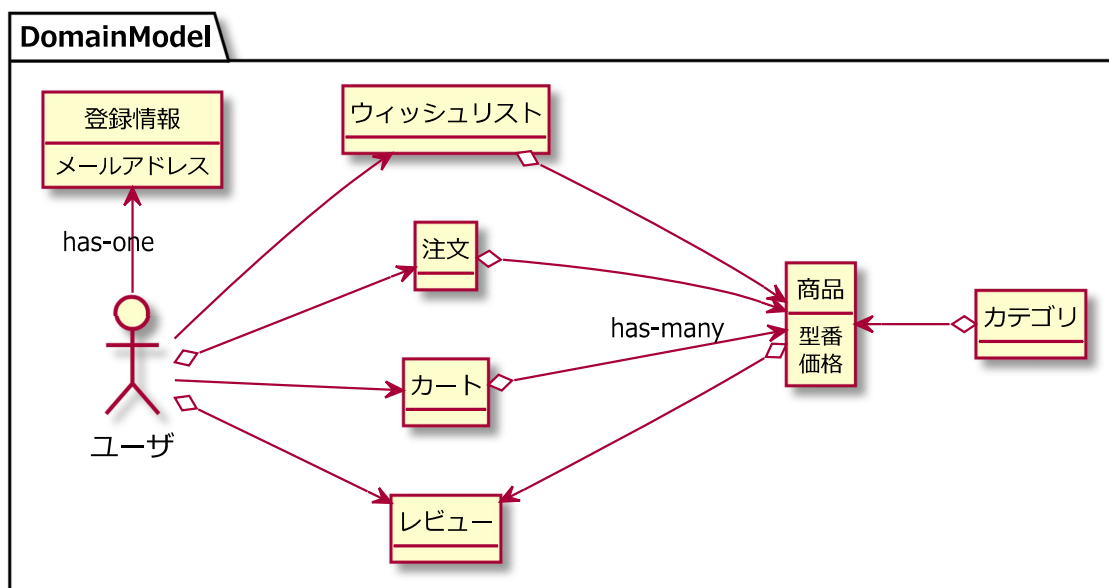 DomainModel
登録情報
メールアドレス
has-one
ユーザ
ウィッシュリスト
注文
カート
レビュー
has-many
商品
型番
価格
カテゴリ